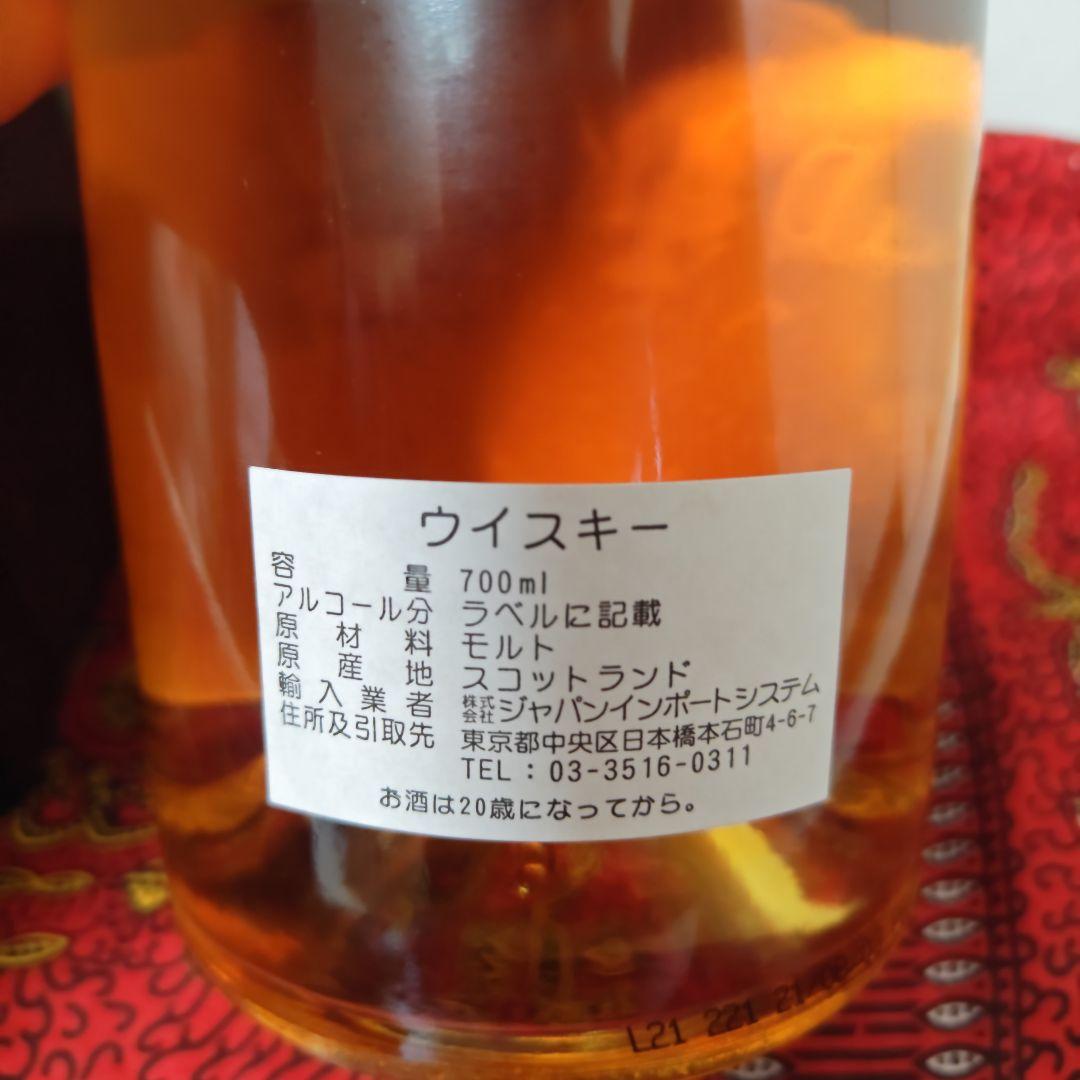 ウイスキー
容量 700ml
アルコール分 ラベルに記載
原材料 モルト
原産地 スコットランド
輸入業者 株式会社ジャパンインポートシステム
住所及引取先 東京都中央区日本橋本石町4-6-7
TEL : 03-3516-0311
お酒は20歳になってから。
L21 221 21